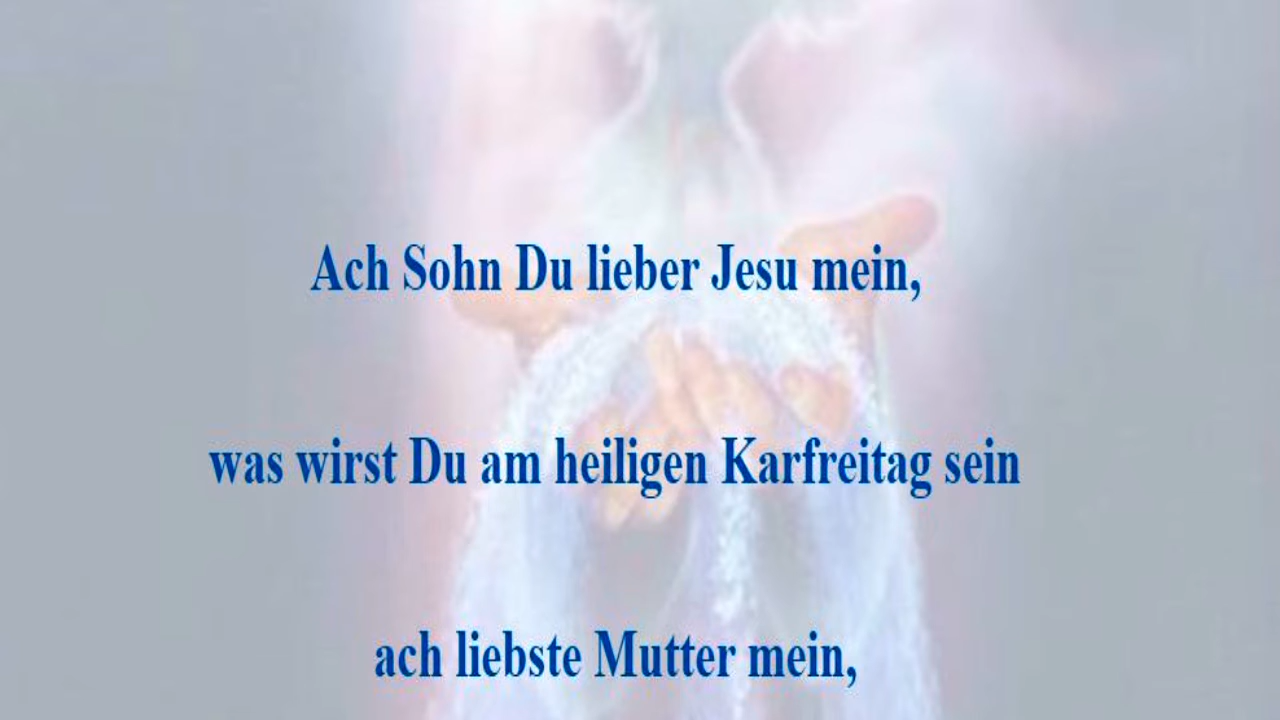 Ach Sohn Du lieber Jesu mein,
was wirst Du am heiligen Karfreitag sein
ach liebste Mutter mein,